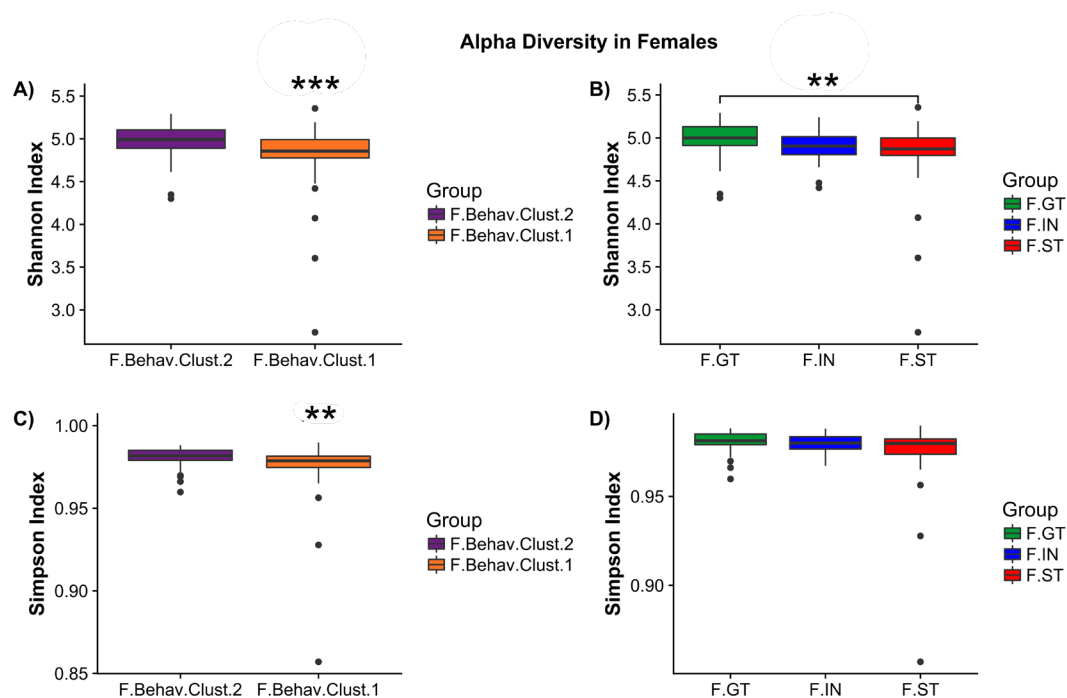 Alpha Diversity in Females
A)
***
Shannon Index
5.5
5.0
4.5
4.0
3.5
3.0
F.Behav.Clust.2
F.Behav.Clust.1
Group
F.Behav.Clust.2
F.Behav.Clust.1
B)
**
Shannon Index
5.5
5.0
4.5
4.0
3.5
3.0
F.GT
F.IN
F.ST
Group
F.GT
F.IN
F.ST
C)
**
Simpson Index
1.00
0.95
0.90
0.85
F.Behav.Clust.2
F.Behav.Clust.1
Group
F.Behav.Clust.2
F.Behav.Clust.1
D)
Simpson Index
0.95
0.90
F.GT
F.IN
F.ST
Group
F.GT
F.IN
F.ST